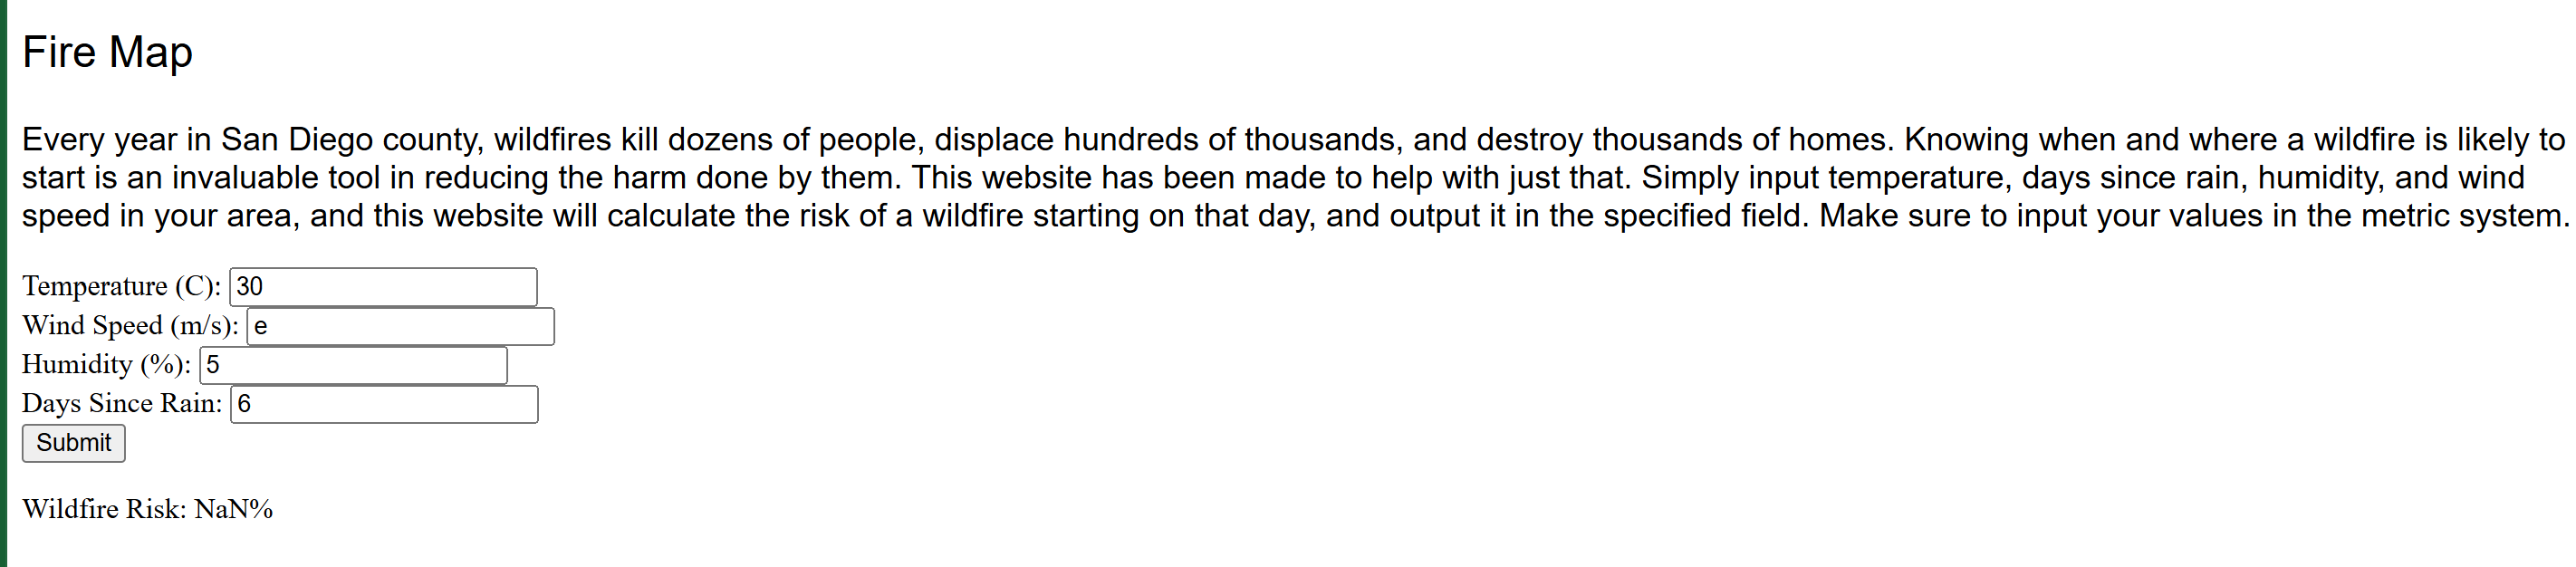 Fire Map
Every year in San Diego county, wildfires kill dozens of people, displace hundreds of thousands, and destroy thousands of homes. Knowing when and where a wildfire is likely to
start is an invaluable tool in reducing the harm done by them. This website has been made to help with just that. Simply input temperature, days since rain, humidity, and wind
speed in your area, and this website will calculate the risk of a wildfire starting on that day, and output it in the specified field. Make sure to input your values in the metric system.
Temperature (C): 30
Wind Speed (m/s): e
Humidity (%): 5
Days Since Rain: 6
Submit
Wildfire Risk: NaN%